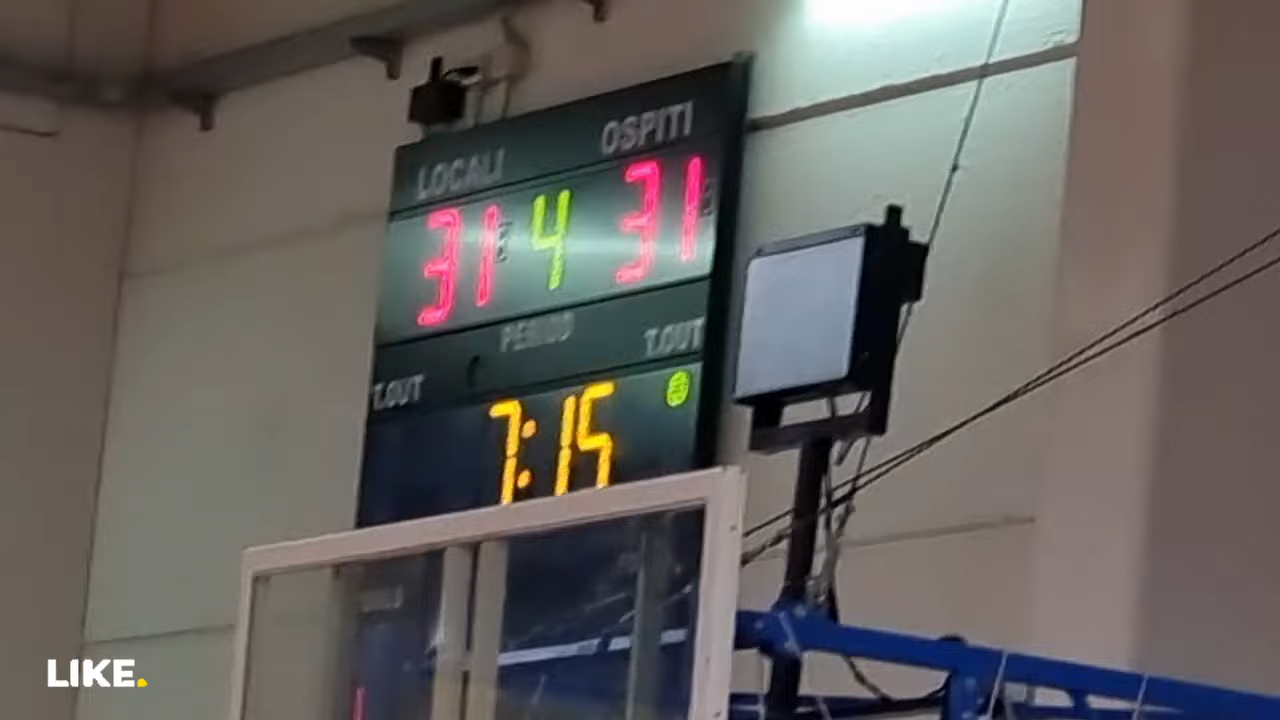 LOCALI OSPITI
31 4 31
PERIOD
T.OUT T.OUT
7:15
LIKE.